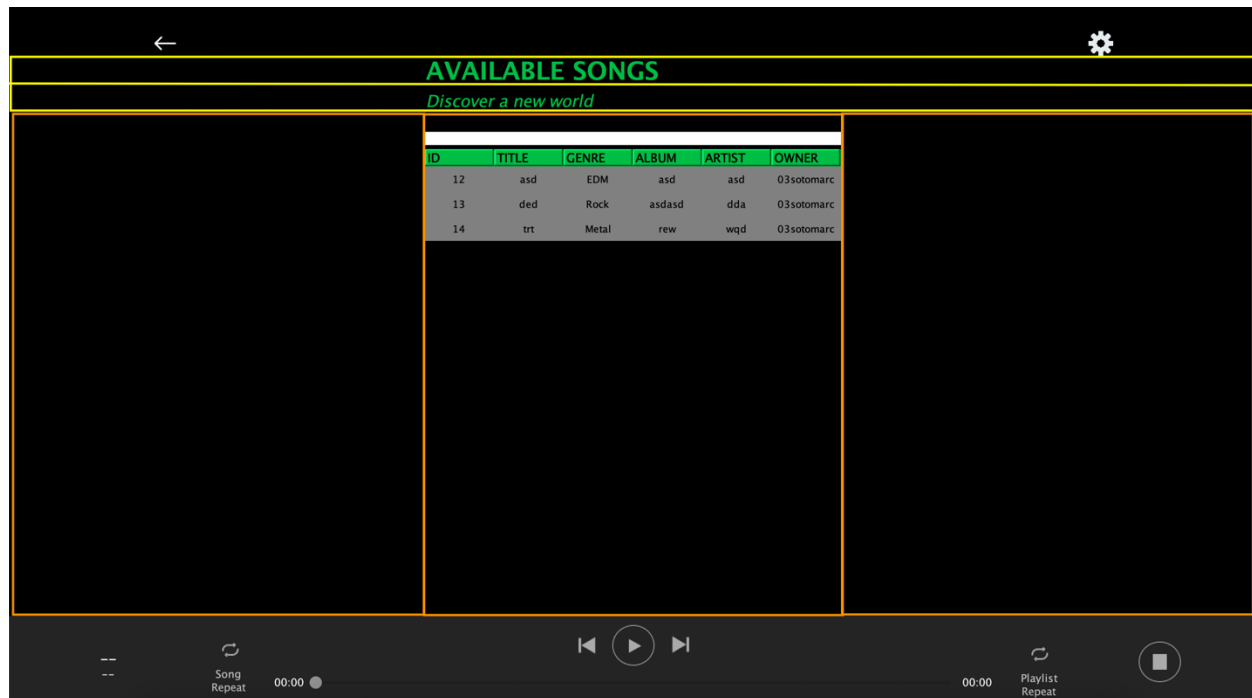 AVAILABLE SONGS
Discover a new world
ID TITLE GENRE ALBUM ARTIST OWNER
12 asd EDM asd asd 03sotomarc
13 ded Rock asdasd dda 03sotomarc
14 trt Metal rew wqd 03sotomarc
--
--
Song
Repeat
00:00
00:00
Playlist
Repeat